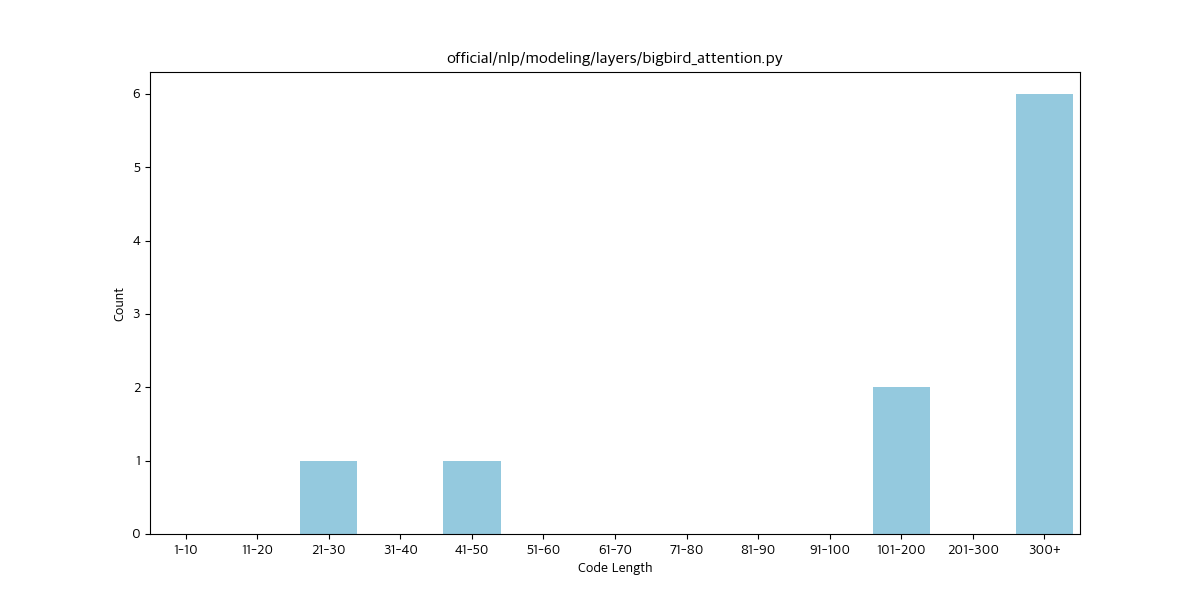 official/nlp/modeling/layers/bigbird_attention.py
6
5
4
3
2
1
0
Count
1-10 11-20 21-30 31-40 41-50 51-60 61-70 71-80 81-90 91-100 101-200 201-300 300+
Code Length